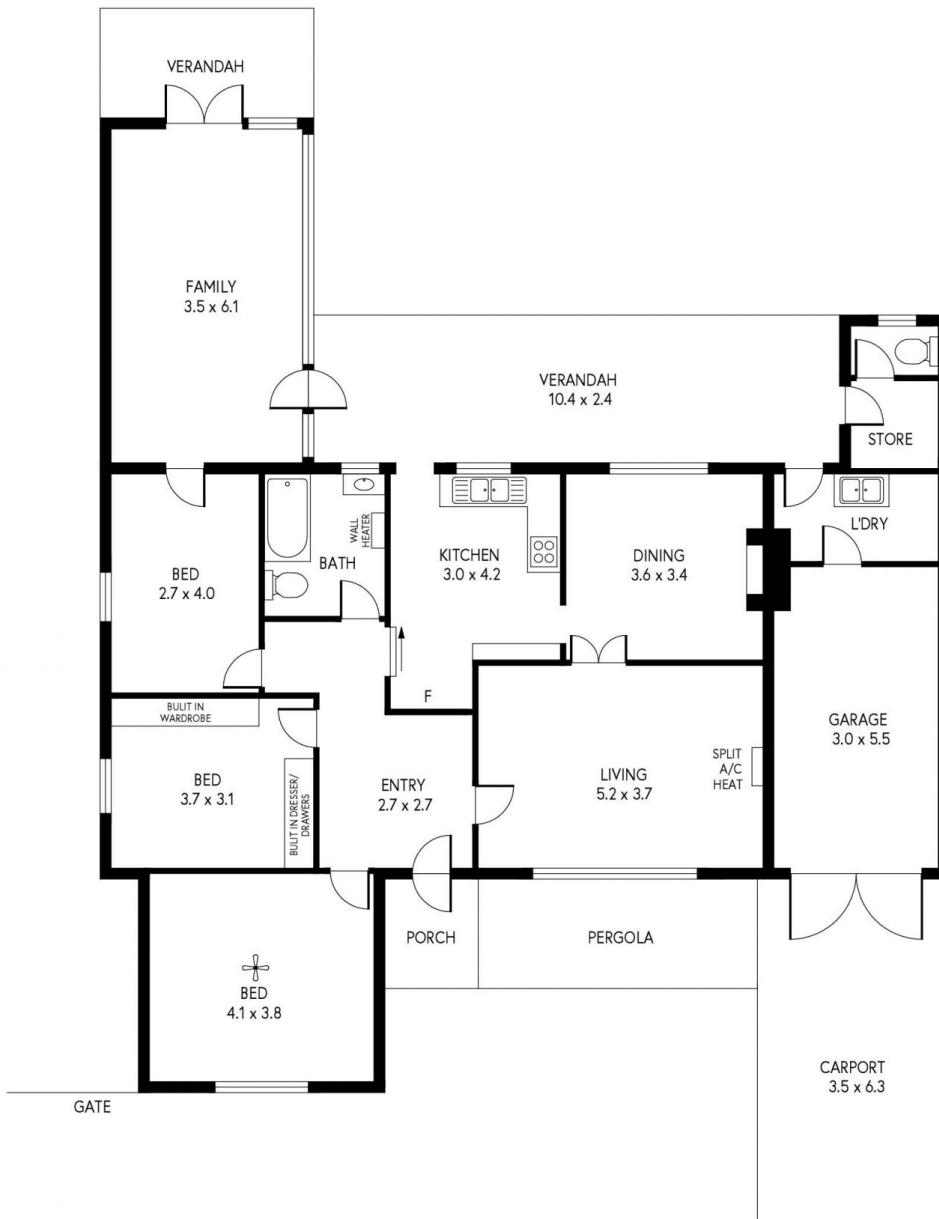 VERANDAH
FAMILY
3.5 x 6.1
VERANDAH
10.4 x 2.4
STORE
L'DRY
BED
2.7 x 4.0
WALL
HEATER
BATH
KITCHEN
3.0 x 4.2
DINING
3.6 x 3.4
F
BULIT IN
WARDROBE
BED
3.7 x 3.1
BULIT IN DRESSER/
DRAWERS
ENTRY
2.7 x 2.7
LIVING
5.2 x 3.7
SPLIT
A/C
HEAT
GARAGE
3.0 x 5.5
PORCH
PERGOLA
BED
4.1 x 3.8
CARPORT
3.5 x 6.3
GATE